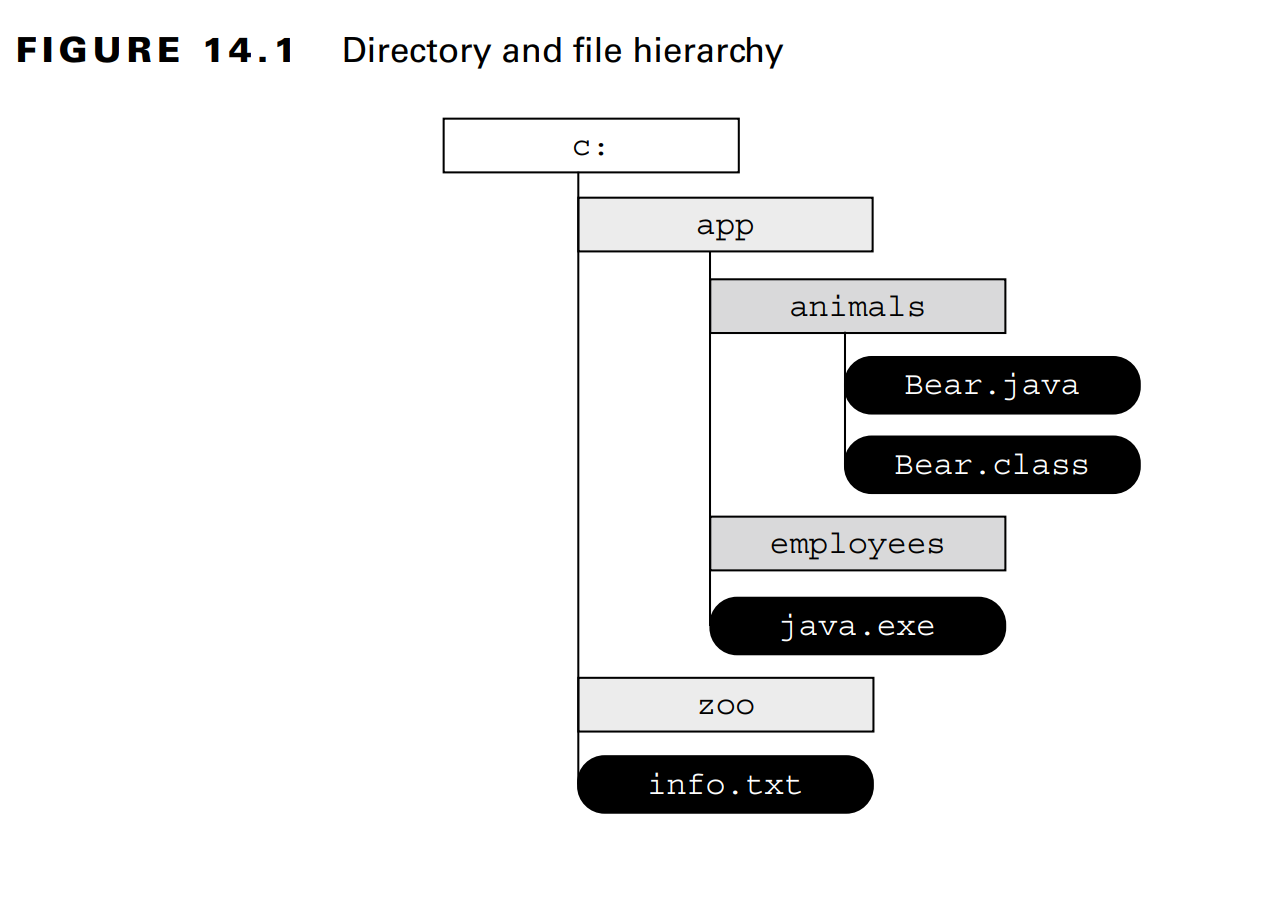 FIGURE 14.1 Directory and file hierarchy
c:
app
animals
Bear.java
Bear.class
employees
java.exe
zoo
info.txt